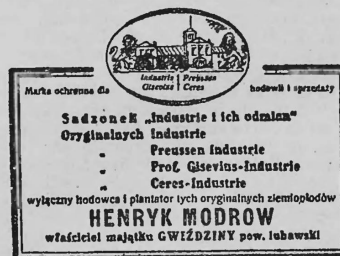 Industrie Preussen
Gisevius Ceres
Marka ochronna dla hodowli i sprzedaży
Sadzonek „Industrie i ich odmian”
Oryginalnych Industrie
„ Preussen Industrie
„ Prof. Gisevius-Industrie
„ Ceres-Industrie
wyłączny hodowca i plantator tych oryginalnych ziemiopłodów
HENRYK MODROW
właściciel majątku GWIŹDZINY pow. lubawski